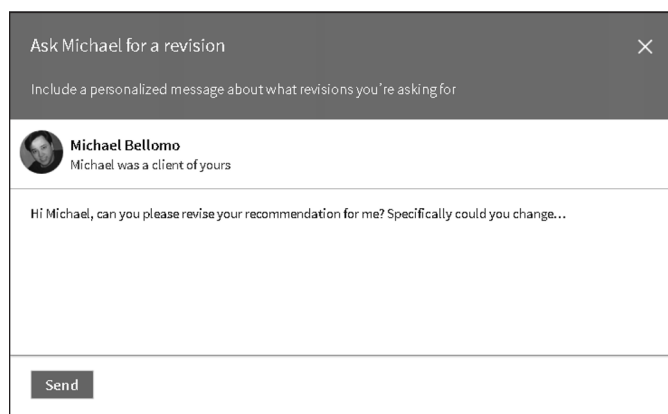 Ask Michael for a revision
Include a personalized message about what revisions you're asking for
Michael Bellomo
Michael was a client of yours
Hi Michael, can you please revise your recommendation for me? Specifically could you change...
Send